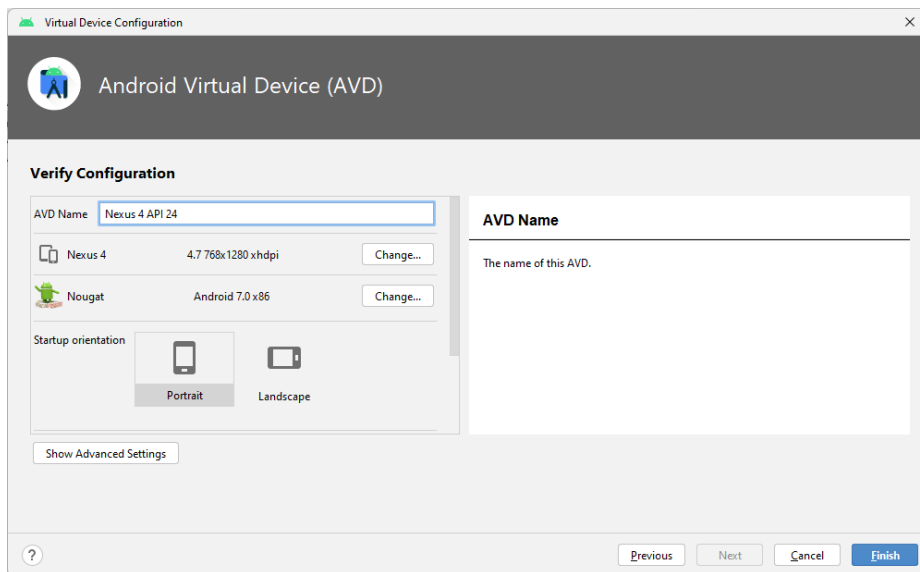 Virtual Device Configuration
Android Virtual Device (AVD)
Verify Configuration
AVD Name Nexus 4 API 24
Nexus 4 4.7 768x1280 xhdpi Change...
Nougat Android 7.0 x86 Change...
Startup orientation
Portrait Landscape
Show Advanced Settings
AVD Name
The name of this AVD.
? Previous Next Cancel Finish